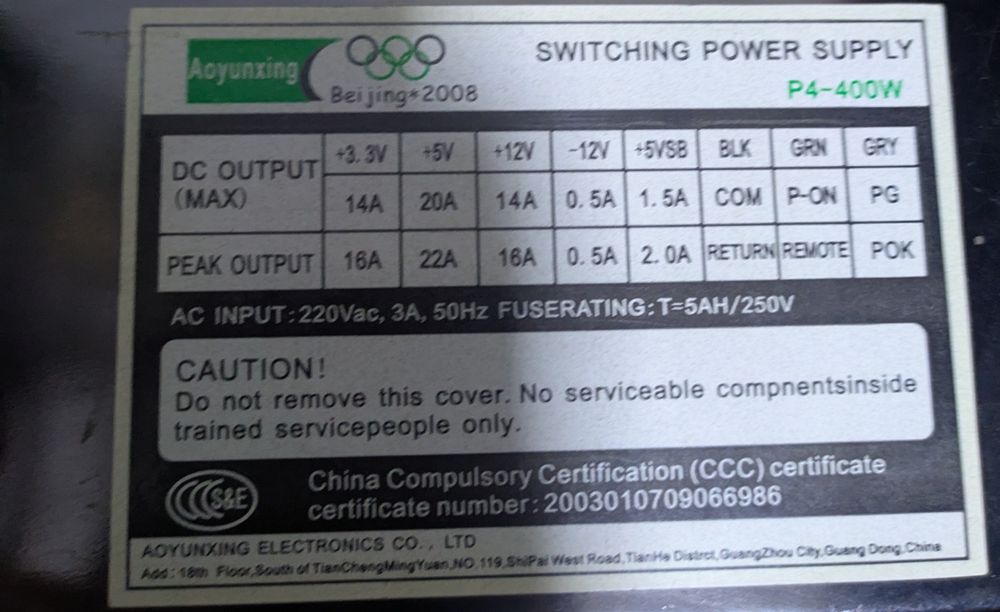 Aoyunxing
Beijing*2008
SWITCHING POWER SUPPLY
P4-400W
DC OUTPUT (MAX) +3.3V +5V +12V -12V +5VSB BLK GRN GRY
14A 20A 14A 0.5A 1.5A COM P-ON PG
PEAK OUTPUT 16A 22A 16A 0.5A 2.0A RETURN REMOTE POK
AC INPUT:220Vac, 3A, 50Hz FUSERATING:T=5AH/250V
CAUTION!
Do not remove this cover. No serviceable compnentsinside
trained servicepeople only.
S&E
China Compulsory Certification (CCC) certificate
certificate number: 2003010709066986
AOYUNXING ELECTRONICS CO., LTD
Add: 18th Floor,South of TianChengMingYuan,NO,119,ShiPai West Road,TianHe Distrct,GuangZhou City,Guang Dong,China